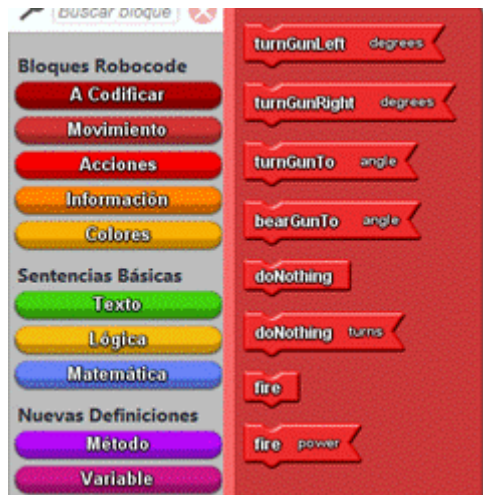 Buscar bloque
Bloques Robocode
A Codificar
Movimiento
Acciones
Información
Colores
Sentencias Básicas
Texto
Lógica
Matemática
Nuevas Definiciones
Método
Variable
turnGunLeft degrees
turnGunRight degrees
turnGunTo angle
bearGunTo angle
doNothing
doNothing turns
fire
fire power